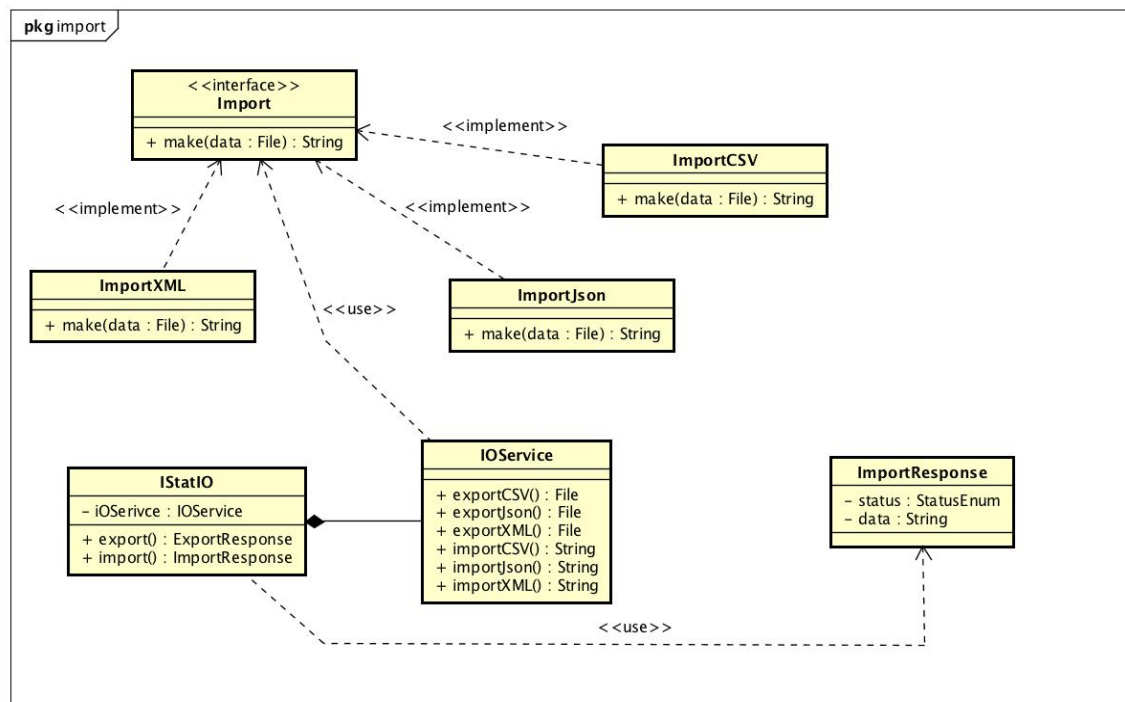 pkg import
<<interface>>
Import
+ make(data : File) : String
<<implement>>
ImportCSV
+ make(data : File) : String
<<implement>>
<<implement>>
ImportXML
+ make(data : File) : String
ImportJson
+ make(data : File) : String
<<use>>
IOService
+ exportCSV() : File
+ exportJson() : File
+ exportXML() : File
+ importCSV() : String
+ importJson() : String
+ importXML() : String
IStatIO
– iOSerivce : IOService
+ export() : ExportResponse
+ import() : ImportResponse
ImportResponse
– status : StatusEnum
– data : String
<<use>>